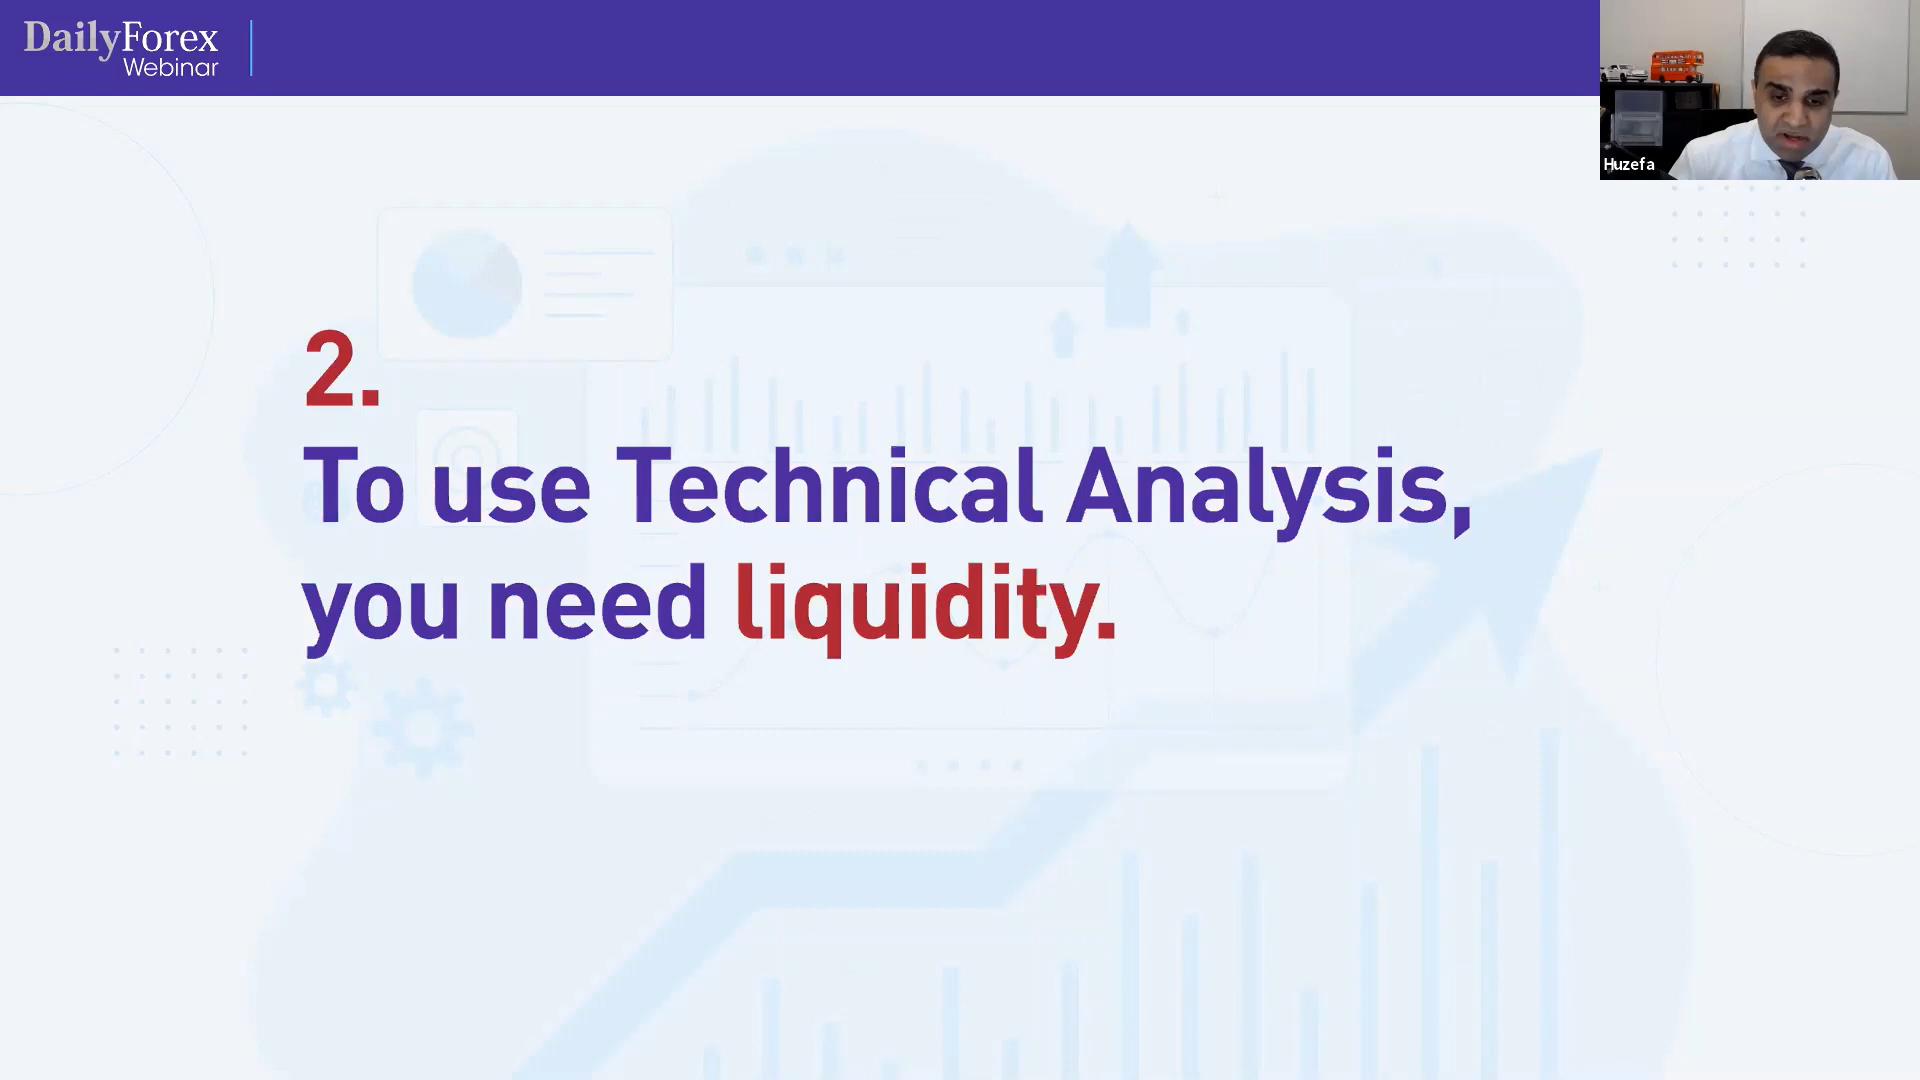 DailyForex
Webinar
Huzefa
2.
To use Technical Analysis,
you need liquidity.